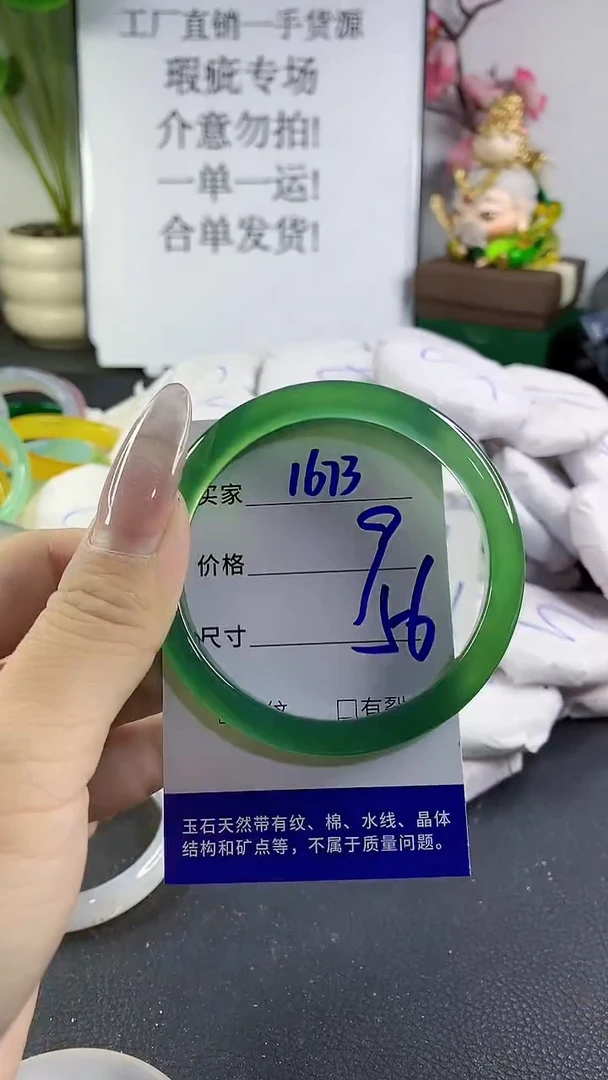 工厂直销一手货源
瑕疵专场
介意勿拍!
一单一运!
合单发货!
买家 1673
价格 9
尺寸 56
纹 □有裂
玉石天然带有纹、棉、水线、晶体
结构和矿点等，不属于质量问题。